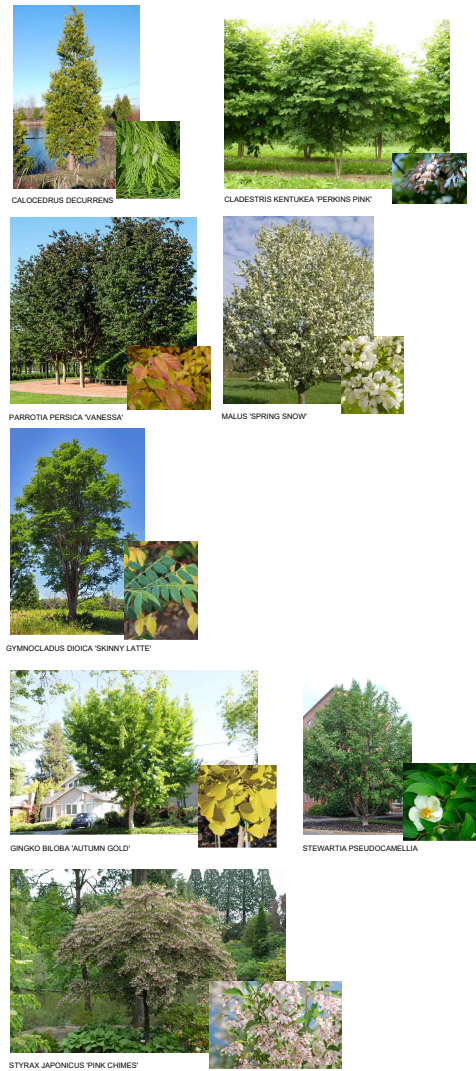 CALOCEDRUS DECURRENS
CLADESTRIS KENTUKEA 'PERKINS PINK'
PARROTIA PERSICA 'VANESSA'
MALUS 'SPRING SNOW'
GYMNOCLADUS DIOICA 'SKINNY LATTE'
GINGKO BILOBA 'AUTUMN GOLD'
STEWARTIA PSEUDOCAMELLIA
STYRAX JAPONICUS 'PINK CHIMES'